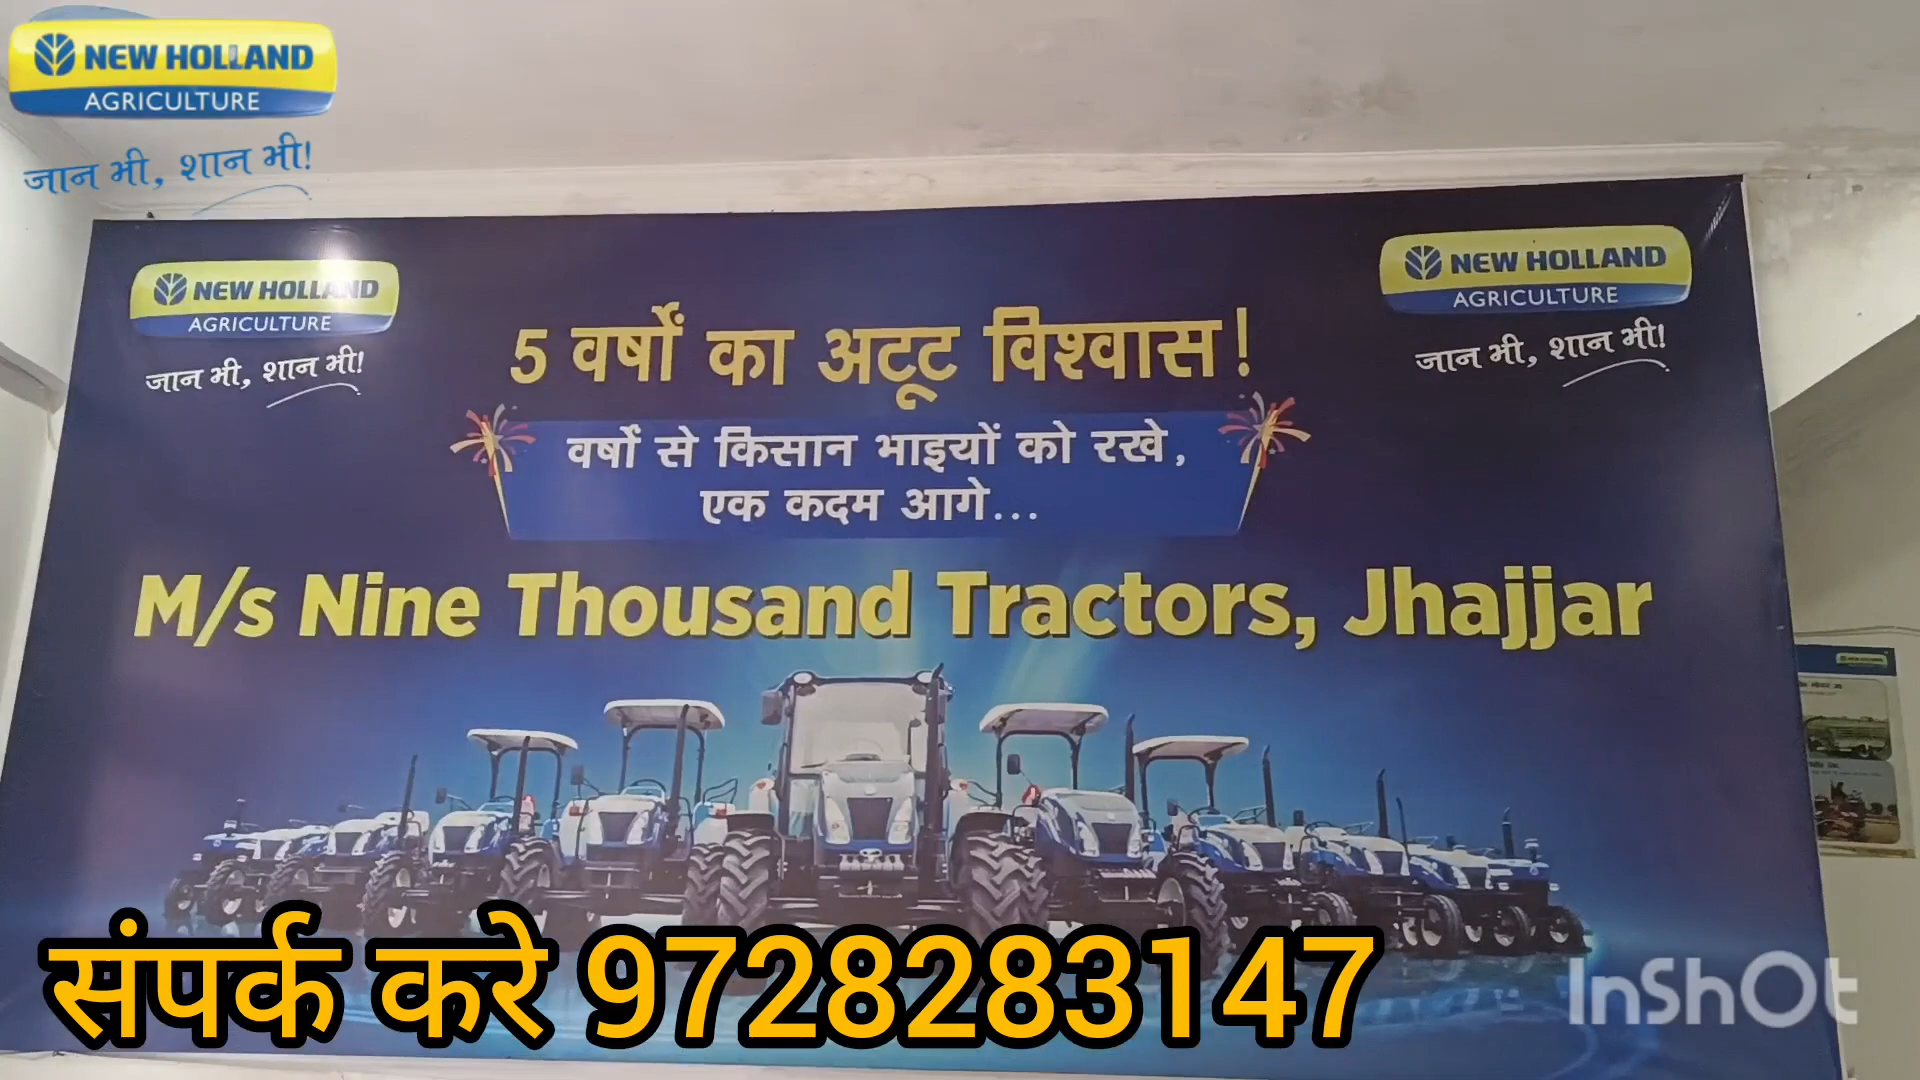 NEW HOLLAND
AGRICULTURE
जान भी, शान भी!
NEW HOLLAND
AGRICULTURE
जान भी, शान भी!
NEW HOLLAND
AGRICULTURE
जान भी, शान भी!
5 वर्षों का अटूट विश्वास!
वर्षों से किसान भाइयों को रखे,
एक कदम आगे...
M/s Nine Thousand Tractors, Jhajjar
संपर्क करे 9728283147
InShOt